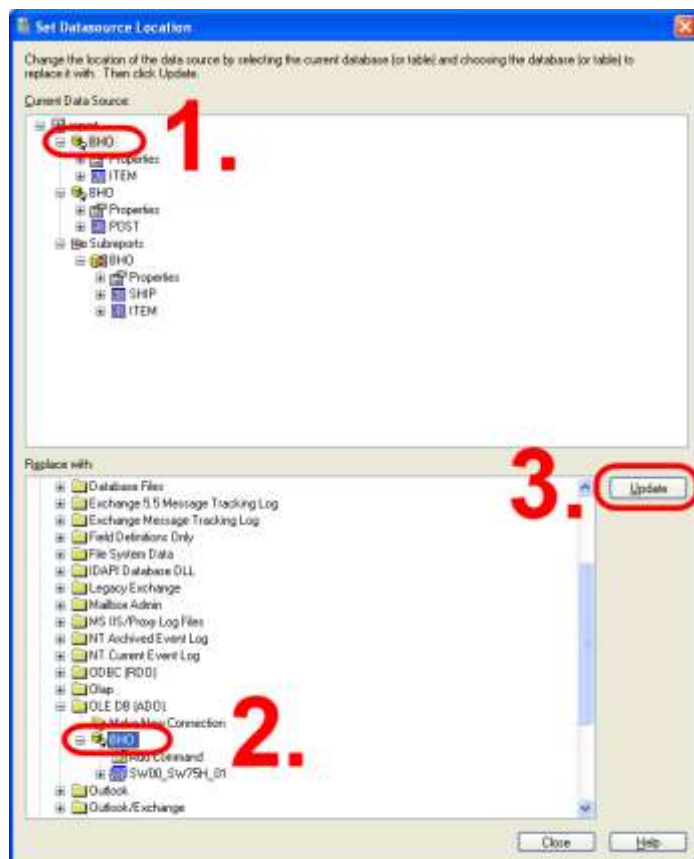 Set Datasource Location
Change the location of the data source by selecting the current database (or table) and choosing the database (or table) to
replace it with. Then click Update.
Current Data Source:
1.
BHO
Properties
ITEM
BHO
Properties
POST
Subreports
BHO
Properties
SHIP
ITEM
Replace with:
3.
Update
Database Files
Exchange 5.5 Message Tracking Log
Exchange Message Tracking Log
Field Definitions Only
File System Data
IDAPI Database DLL
Legacy Exchange
Mailbox Admin
MS IIS/Proxy Log Files
NT Archived Event Log
NT Current Event Log
ODBC (RDO)
Olap
OLE DB (ADO)
Make New Connection
BHO
2.
Add Command
SW00_SW75H_01
Outlook
Outlook/Exchange
Close
Help